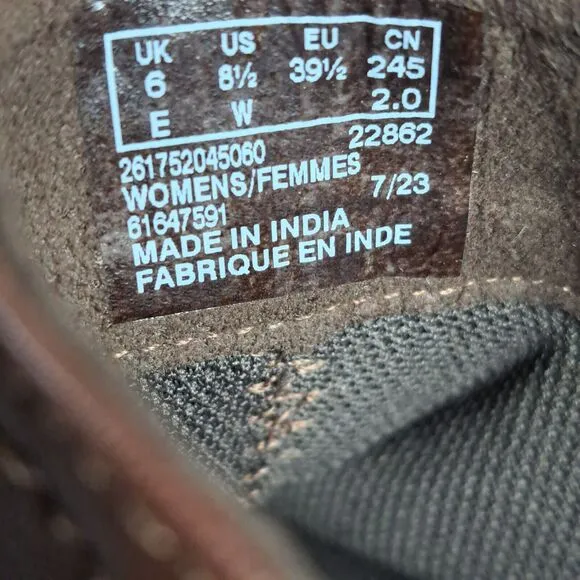 UK US EU CN
6 8½ 39½ 245
E W 2.0
261752045060 22862
WOMENS/FEMMES 7/23
61647591
MADE IN INDIA
FABRIQUE EN INDE